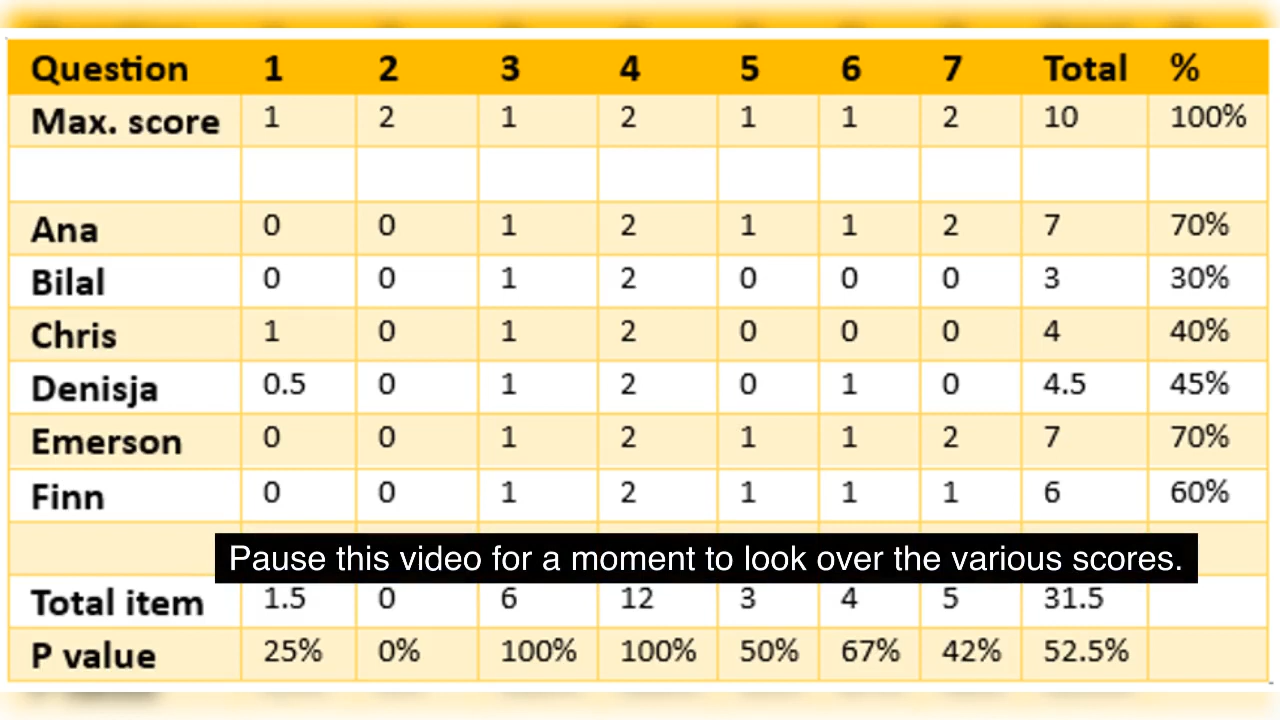 Question 1 2 3 4 5 6 7 Total %
Max. score 1 2 1 2 1 1 2 10 100%
Ana 0 0 1 2 1 1 2 7 70%
Bilal 0 0 1 2 0 0 0 3 30%
Chris 1 0 1 2 0 0 0 4 40%
Denisja 0.5 0 1 2 0 1 0 4.5 45%
Emerson 0 0 1 2 1 1 2 7 70%
Finn 0 0 1 2 1 1 1 6 60%
Pause this video for a moment to look over the various scores.
Total item 1.5 0 6 12 3 4 5 31.5
P value 25% 0% 100% 100% 50% 67% 42% 52.5%